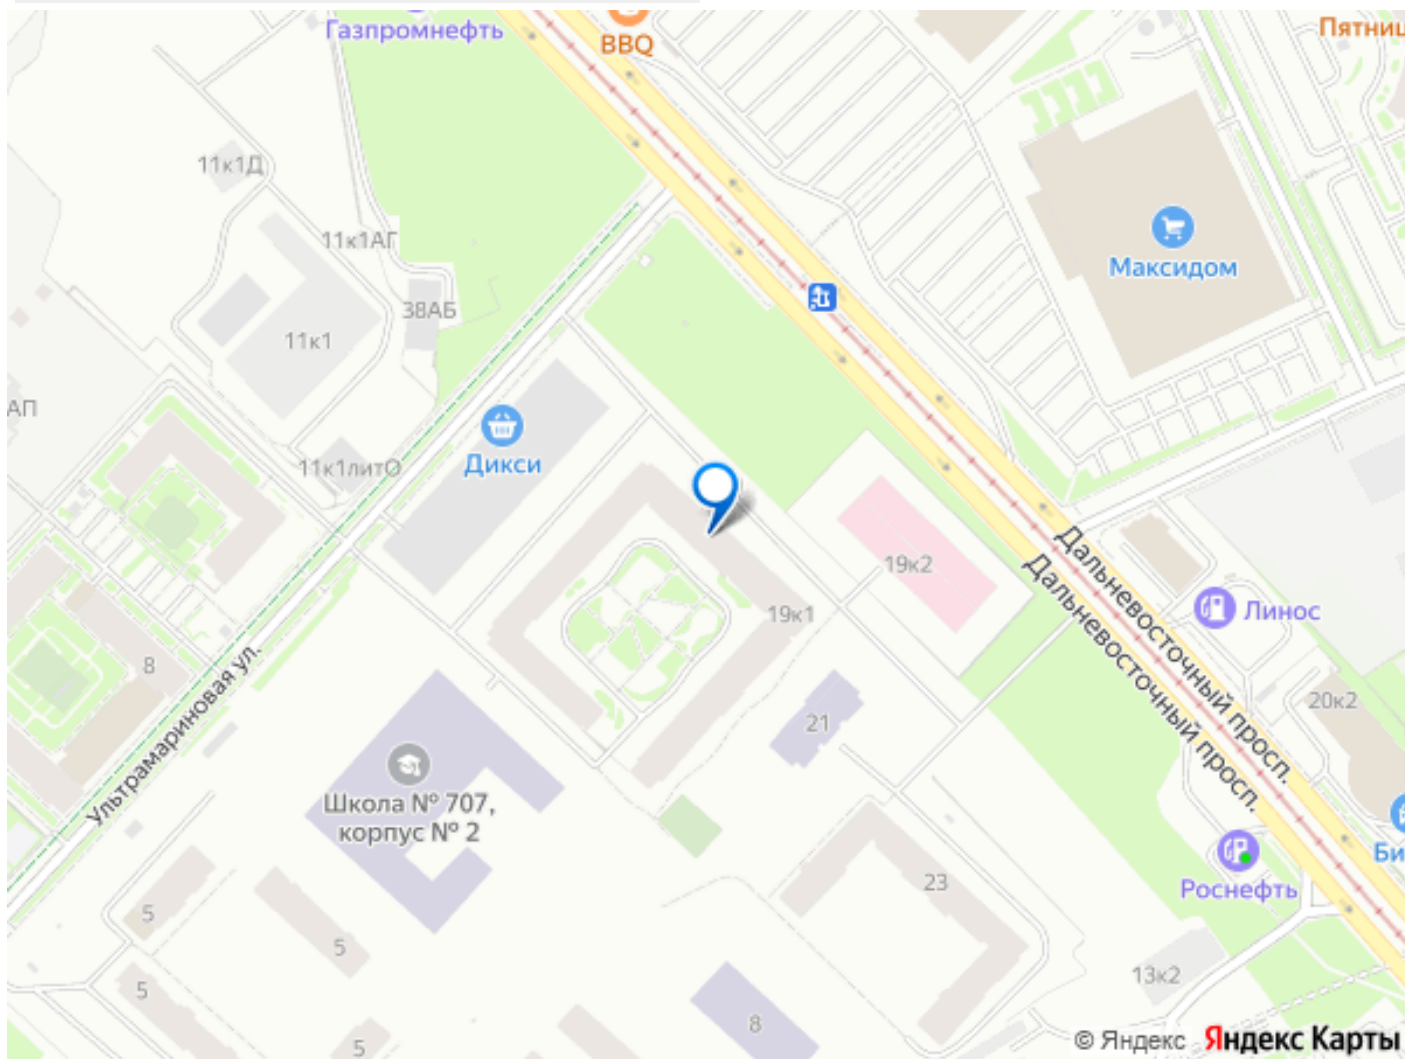 Газпромнефть
BBQ
Пятниц
11к1Д
11к1АГ
38АБ
11к1
Максидом
АП
11к1литО
Дикси
19к2
19к1
Дальневосточный просп.
Дальневосточный просп.
Линос
8
Ультрамариновая ул.
21
20к2
Школа № 707,
корпус № 2
Би
Роснефть
23
5
5
5
13к2
8
5
© Яндекс Яндекс Карты